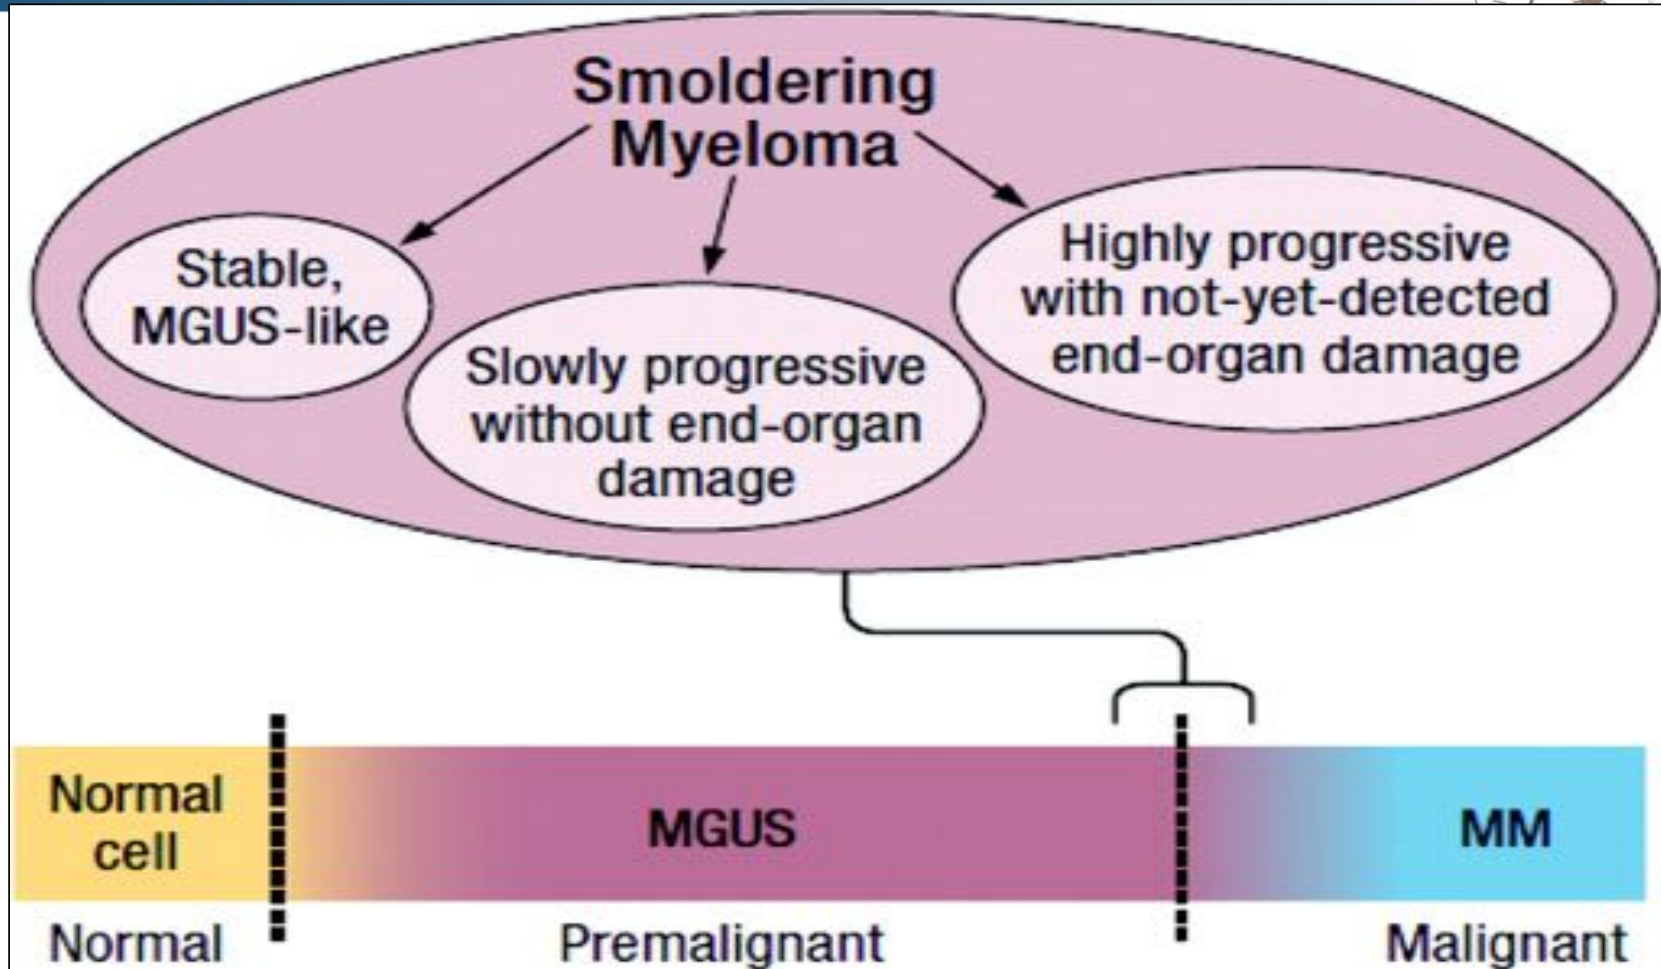 Smoldering
Myeloma
Stable,
MGUS-like
Slowly progressive
without end-organ
damage
Highly progressive
with not-yet-detected
end-organ damage
Normal
cell
MGUS
MM
Normal
Premalignant
Malignant